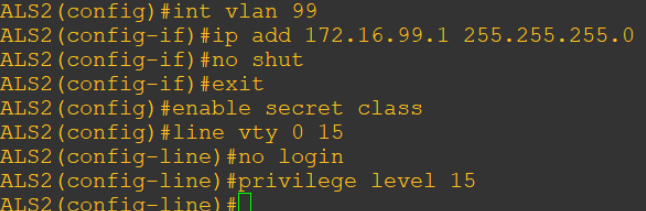 ALS2(config)#int vlan 99
ALS2(config-if)#ip add 172.16.99.1 255.255.255.0
ALS2(config-if)#no shut
ALS2(config-if)#exit
ALS2(config)#enable secret class
ALS2(config)#line vty 0 15
ALS2(config-line)#no login
ALS2(config-line)#privilege level 15
ALS2(config-line)#